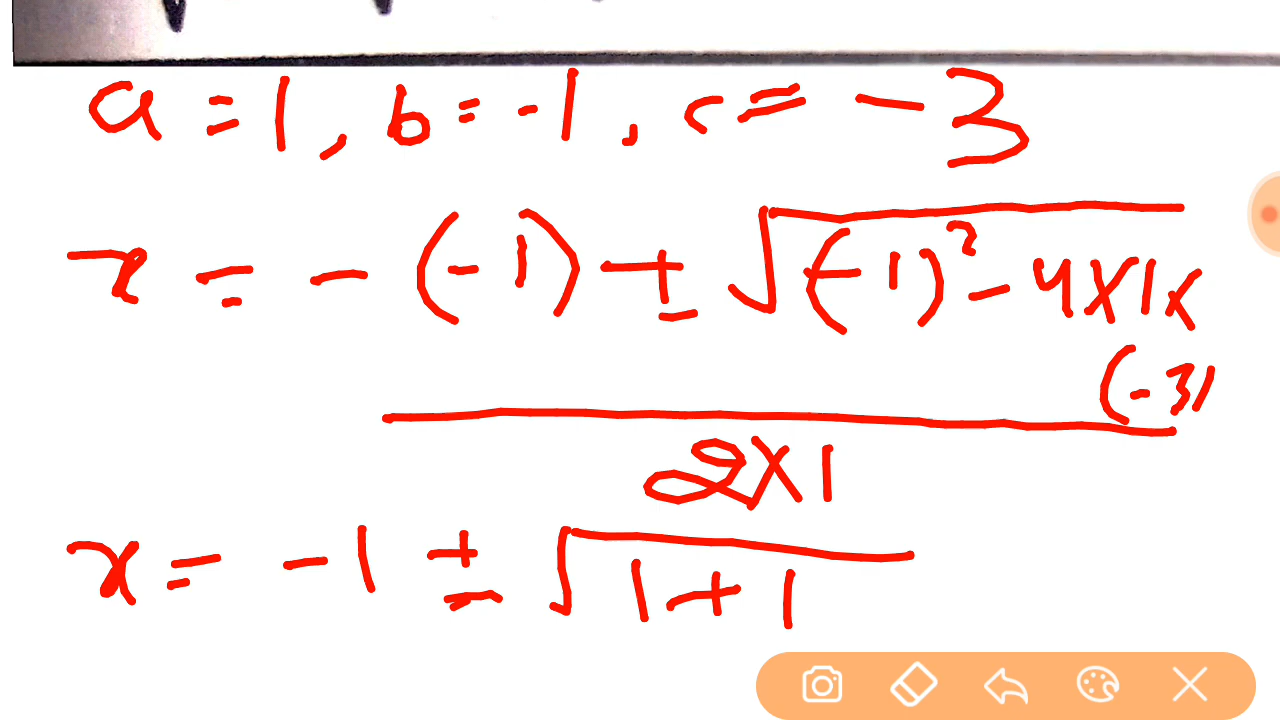 a = 1, b = -1, c = -3
x = -(-1) ± √(-1)² - 4×1×
(-3)
2×1
x = -1 ± √1+1